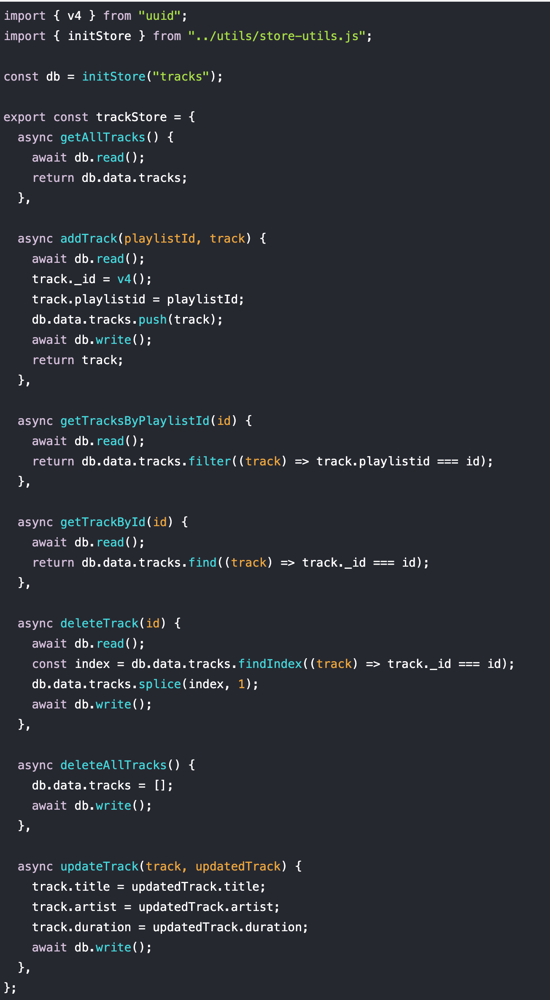 import { v4 } from "uuid";
import { initStore } from "../utils/store-utils.js";

const db = initStore("tracks");

export const trackStore = {
  async getAllTracks() {
    await db.read();
    return db.data.tracks;
  },

  async addTrack(playlistId, track) {
    await db.read();
    track._id = v4();
    track.playlistid = playlistId;
    db.data.tracks.push(track);
    await db.write();
    return track;
  },

  async getTracksByPlaylistId(id) {
    await db.read();
    return db.data.tracks.filter((track) => track.playlistid === id);
  },

  async getTrackById(id) {
    await db.read();
    return db.data.tracks.find((track) => track._id === id);
  },

  async deleteTrack(id) {
    await db.read();
    const index = db.data.tracks.findIndex((track) => track._id === id);
    db.data.tracks.splice(index, 1);
    await db.write();
  },

  async deleteAllTracks() {
    db.data.tracks = [];
    await db.write();
  },

  async updateTrack(track, updatedTrack) {
    track.title = updatedTrack.title;
    track.artist = updatedTrack.artist;
    track.duration = updatedTrack.duration;
    await db.write();
  },
};